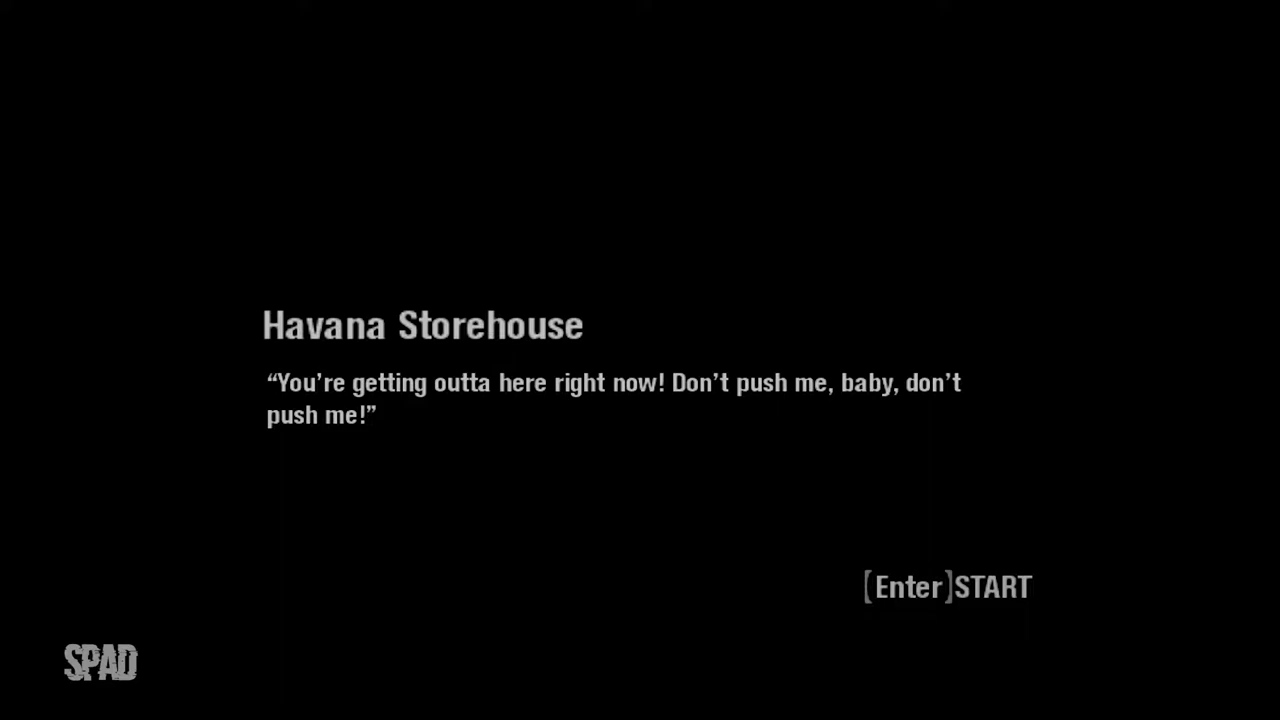 Havana Storehouse
“You’re getting outta here right now! Don’t push me, baby, don’t
push me!”
[Enter]START
SPAD